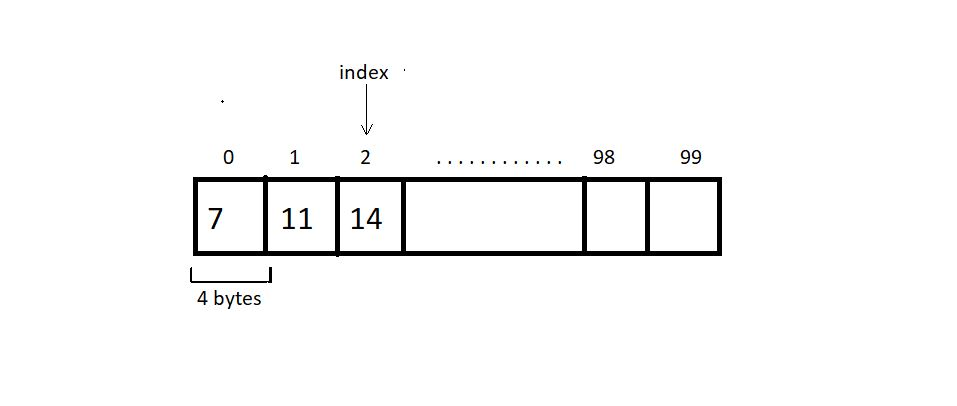 index
0 1 2 ............ 98 99
7 11 14
4 bytes